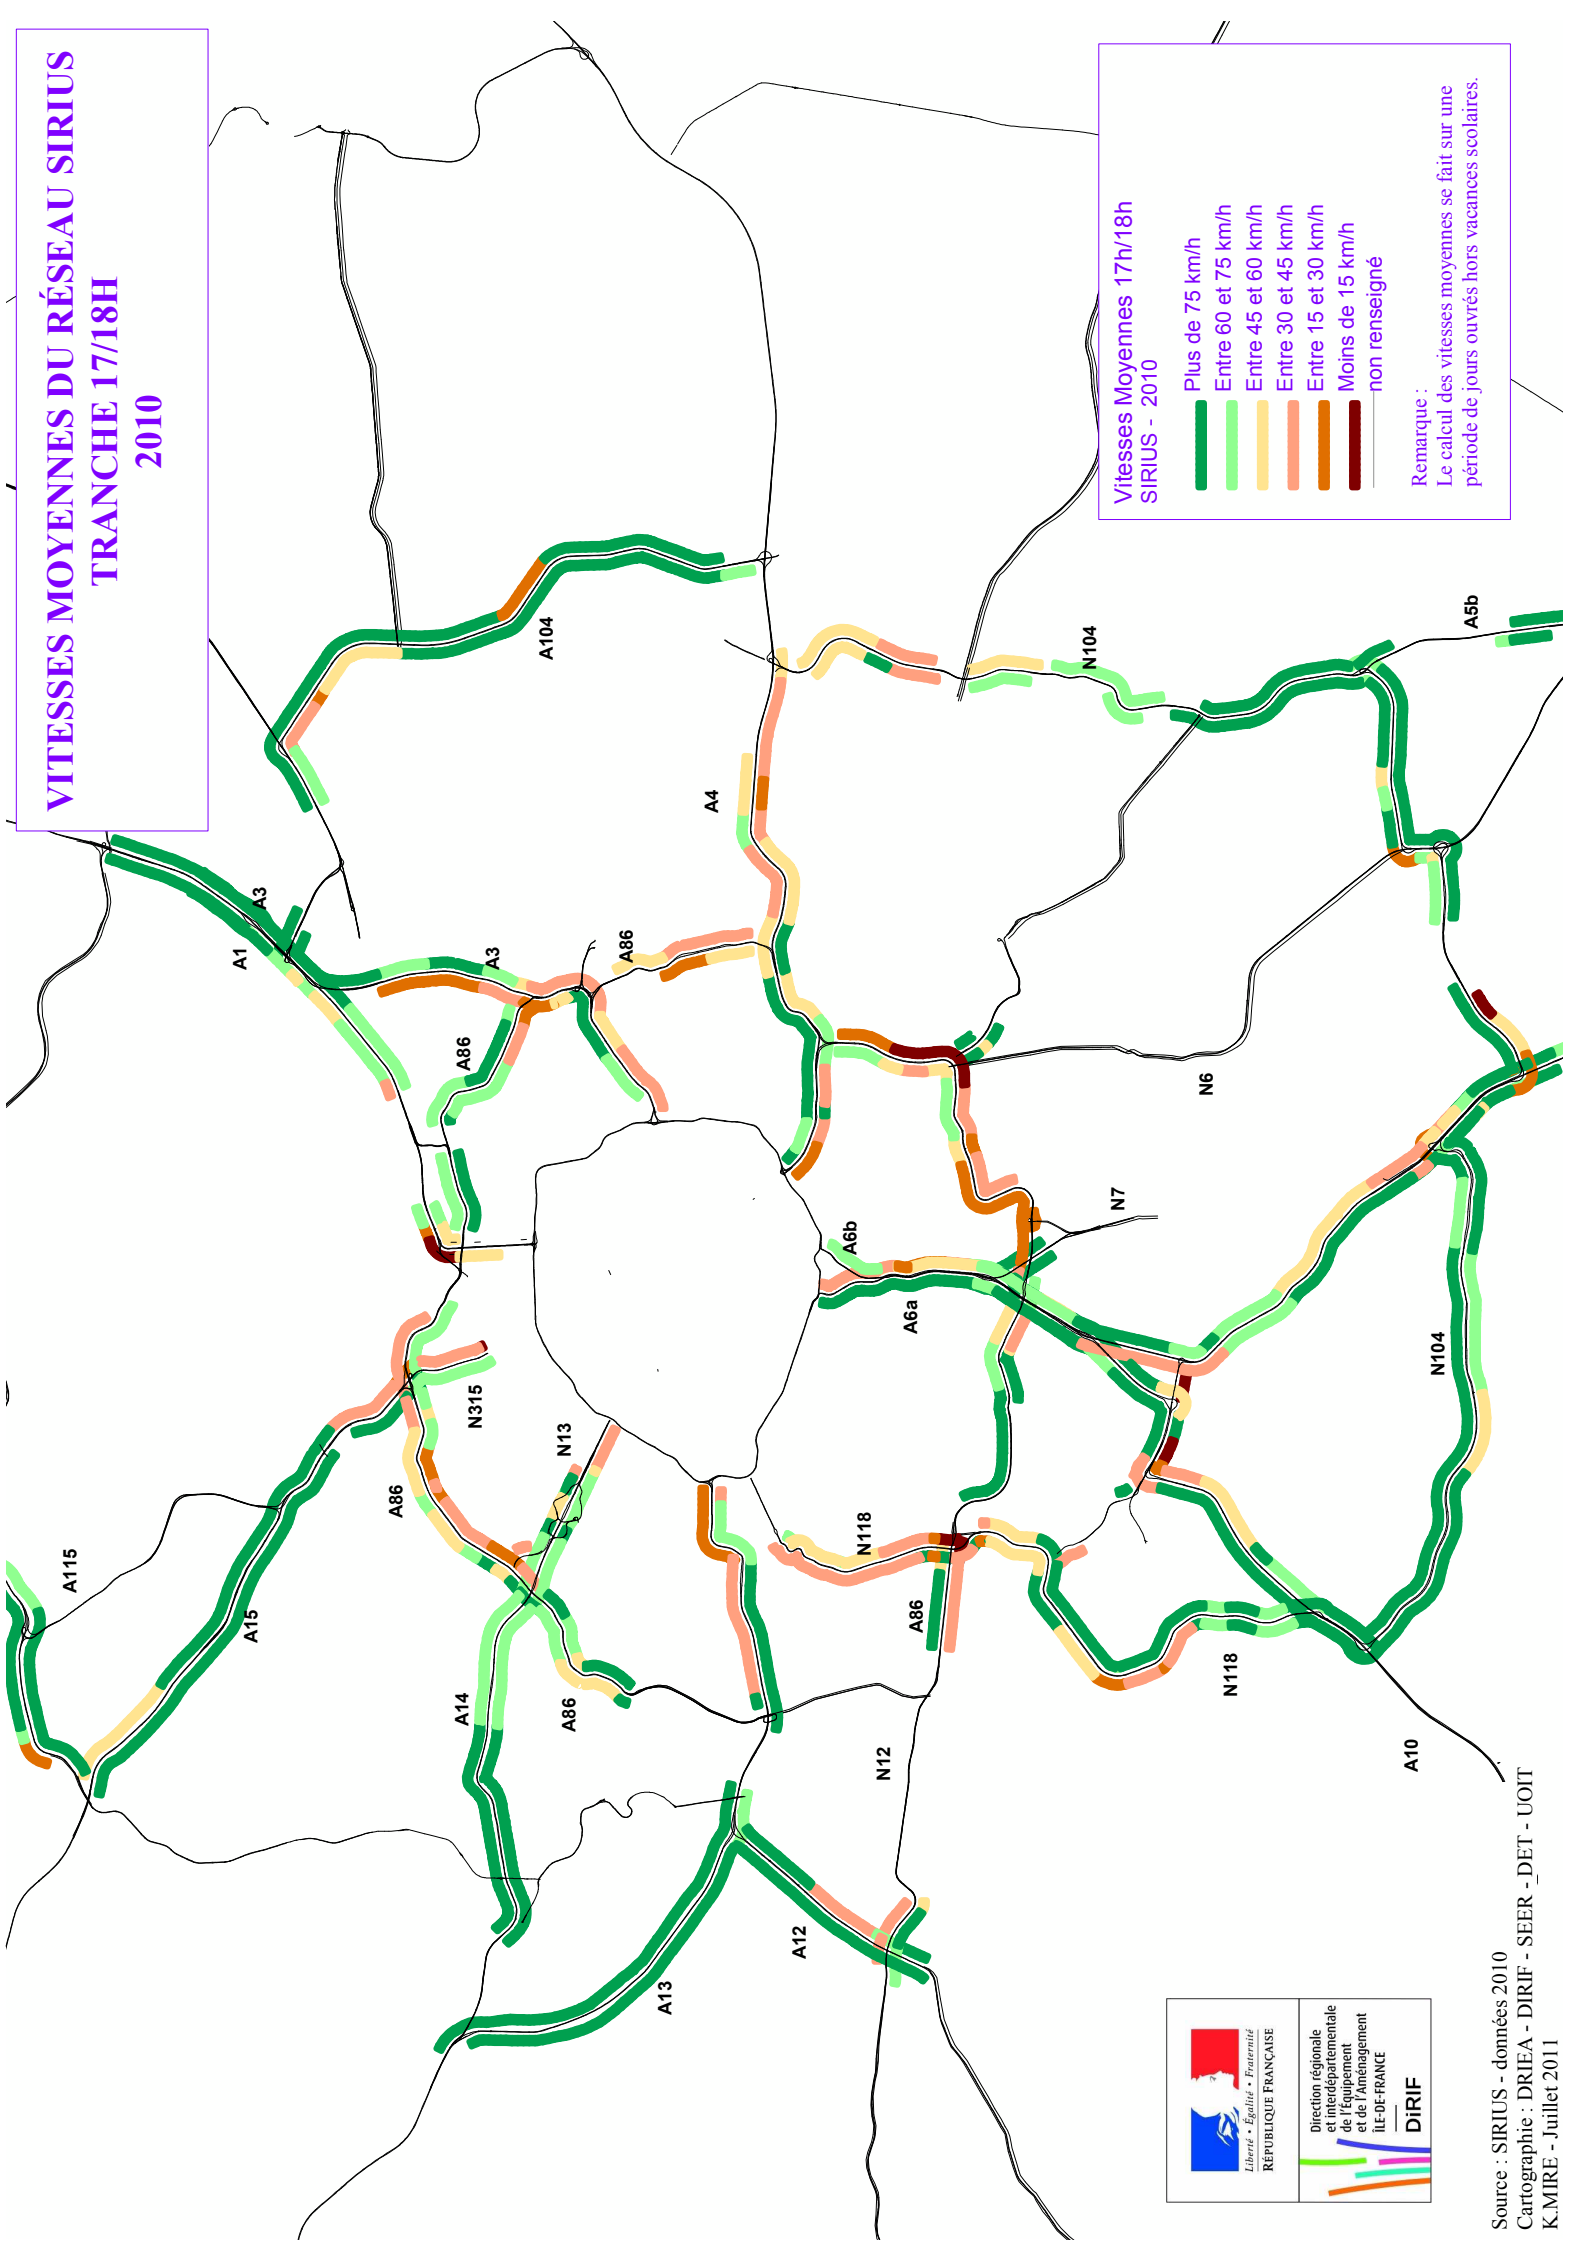 VITESSES MOYENNES DU RÉSEAU SIRIUS
TRANCHE 17/18H
2010
Vitesses Moyennes 17h/18h
SIRIUS - 2010
Plus de 75 km/h
Entre 60 et 75 km/h
Entre 45 et 60 km/h
Entre 30 et 45 km/h
Entre 15 et 30 km/h
Moins de 15 km/h
non renseigné
Remarque :
Le calcul des vitesses moyennes se fait sur une
période de jours ouvrés hors vacances scolaires.
A115
A15
A14
A86
A86
N315
N13
A1
A3
A3
A86
A86
A104
A4
A13
A12
N12
A86
N118
N118
A10
A6b
A6a
N7
N6
N104
N104
A5b
Liberté • Égalité • Fraternité
RÉPUBLIQUE FRANÇAISE
Direction régionale
et interdépartementale
de l'Équipement
et de l'Aménagement
ÎLE-DE-FRANCE
DiRIF
Source : SIRIUS - données 2010
Cartographie : DRIEA - DIRIF - SEER - DET - UOIT
K.MIRE - Juillet 2011